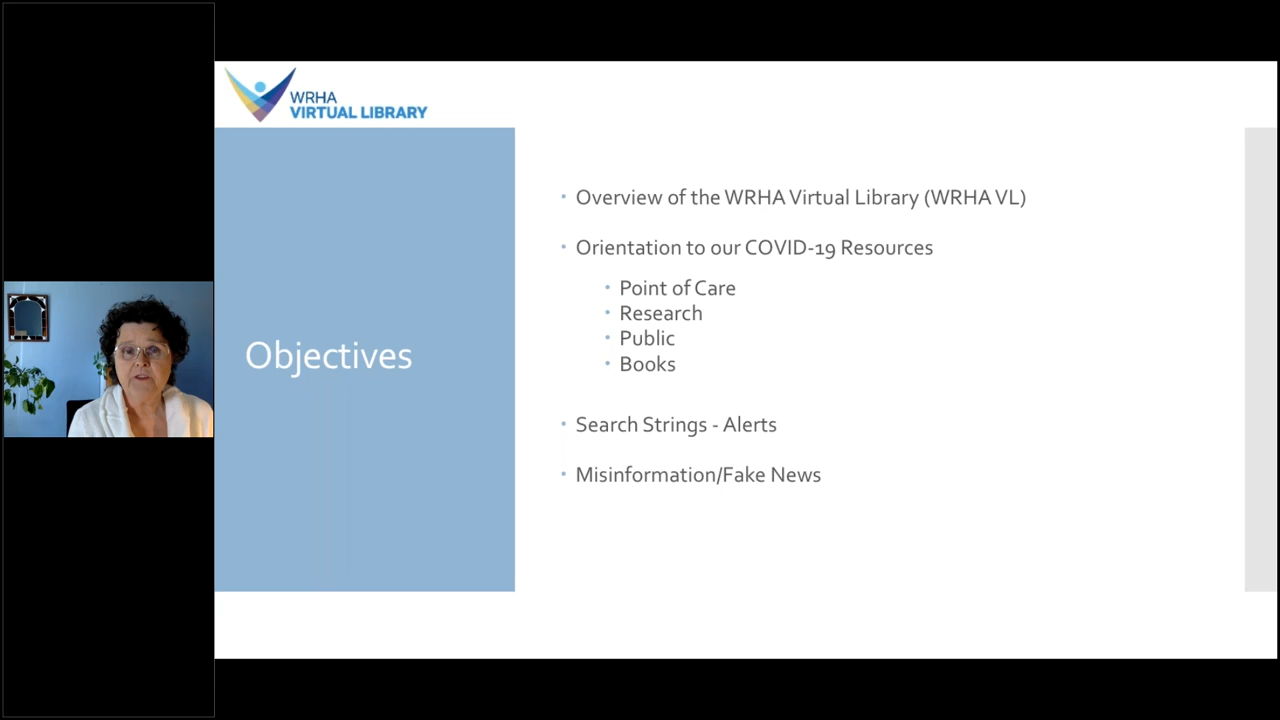 WRHA
VIRTUAL LIBRARY
Objectives
• Overview of the WRHA Virtual Library (WRHA VL)
• Orientation to our COVID-19 Resources
• Point of Care
• Research
• Public
• Books
• Search Strings - Alerts
• Misinformation/Fake News